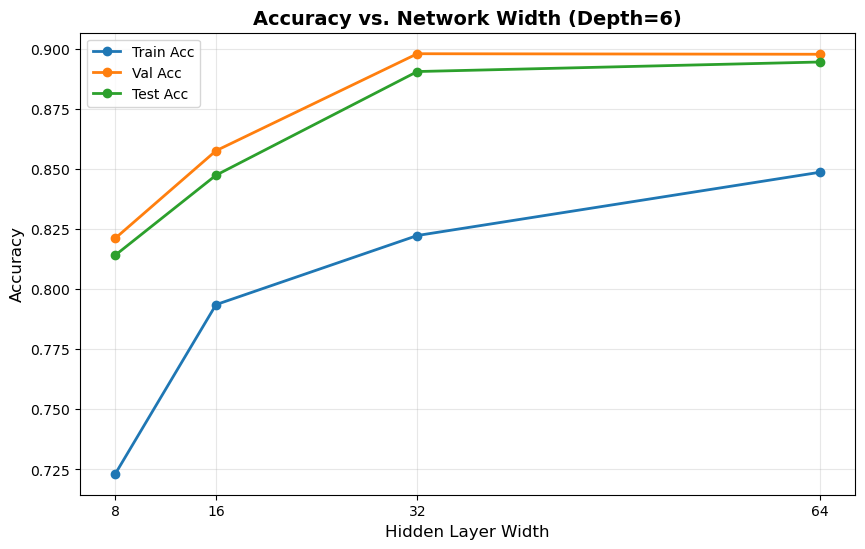 Accuracy vs. Network Width (Depth=6)
Train Acc
Val Acc
Test Acc
Accuracy
0.900
0.875
0.850
0.825
0.800
0.775
0.750
0.725
8 16 32 64
Hidden Layer Width